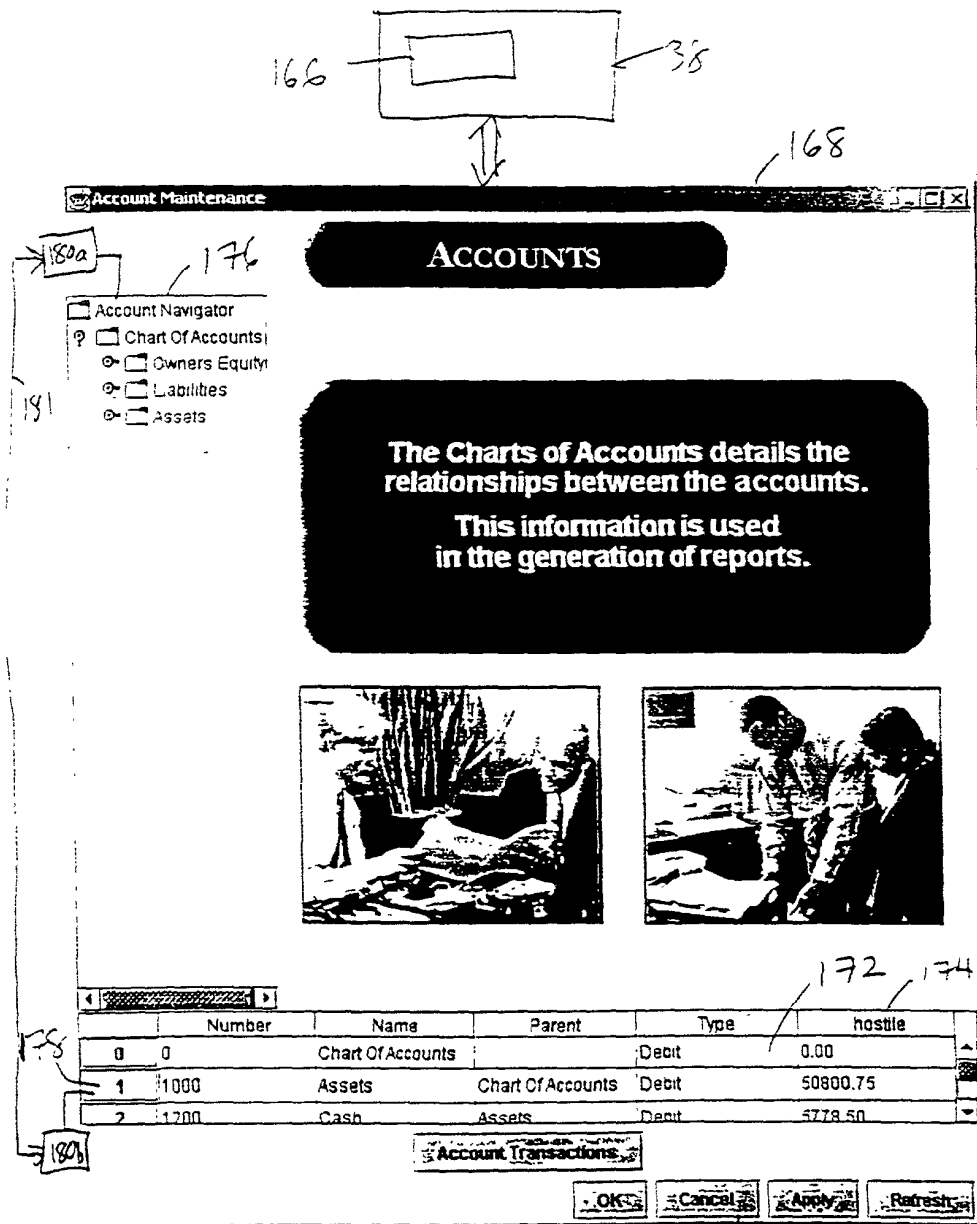 166
38
168
Account Maintenance
180a
176
ACCOUNTS
Account Navigator
Chart Of Accounts
Owners Equity
Liabilities
Assets
181
The Charts of Accounts details the
relationships between the accounts.
This information is used
in the generation of reports.
172
174
178
Number Name Parent Type hostile
0 0 Chart Of Accounts Debit 0.00
1 1000 Assets Chart Of Accounts Debit 50800.75
2 1200 Cash Assets Debit 5778.50
180b
Account Transactions
OK Cancel Apply Refresh